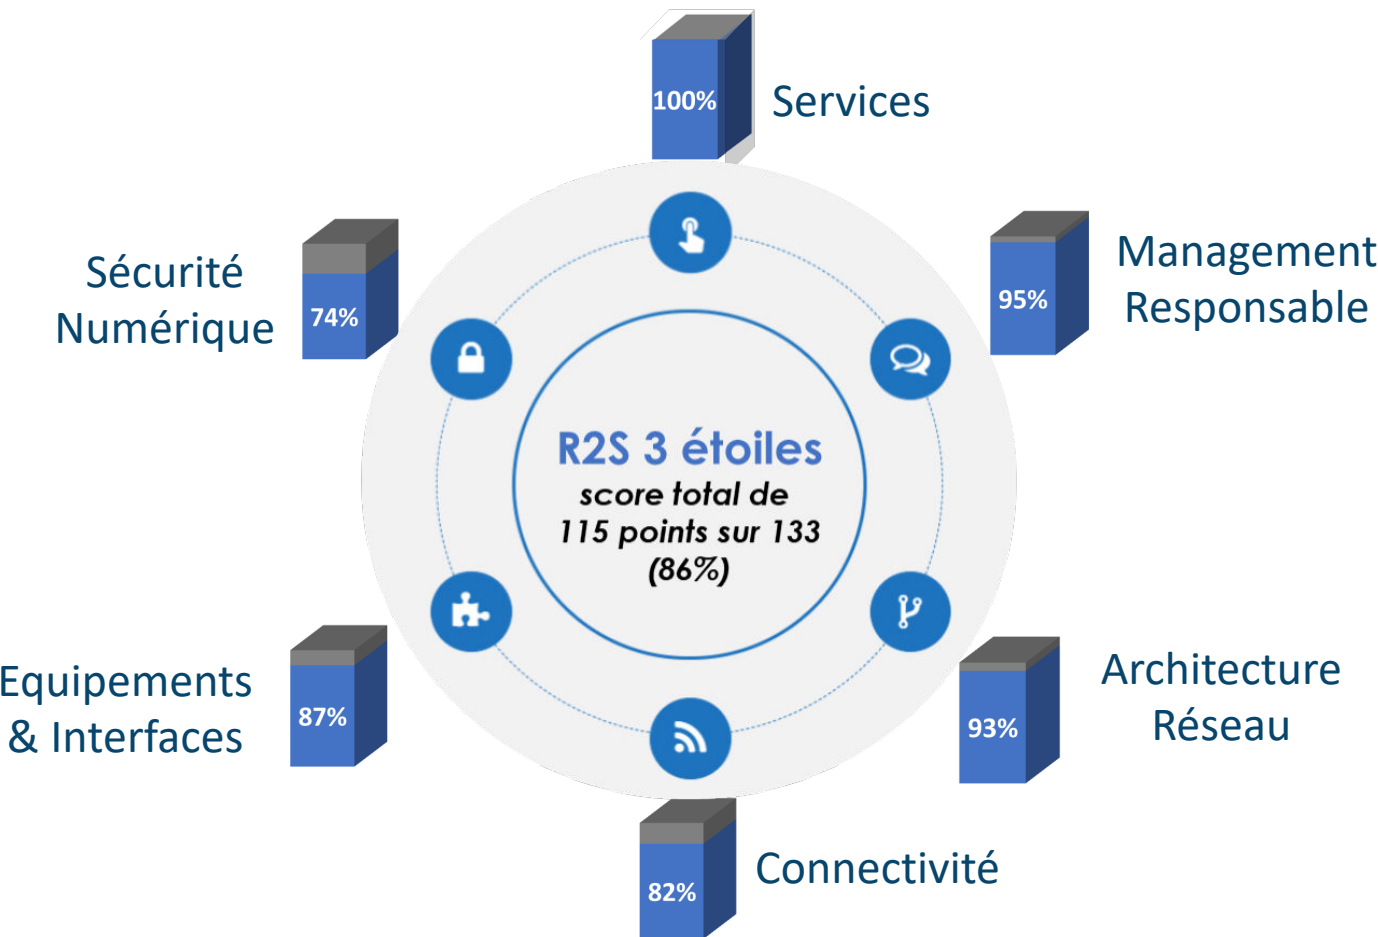 100%
Services
Sécurité
Numérique
74%
Management
Responsable
95%
R2S 3 étoiles
score total de
115 points sur 133
(86%)
Equipements
& Interfaces
87%
Architecture
Réseau
93%
82%
Connectivité